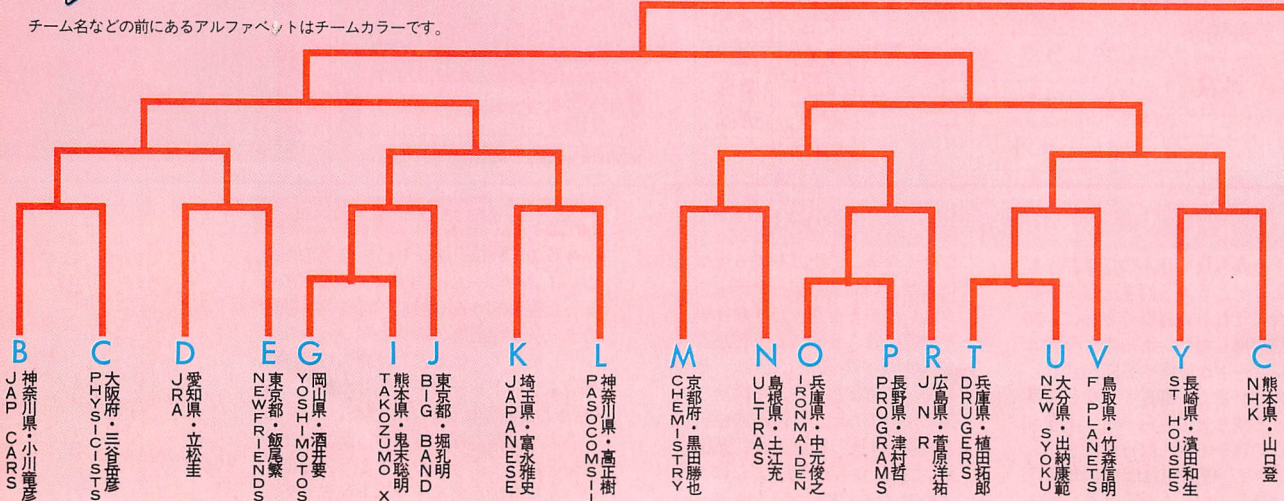 チーム名などの前にあるアルファベットはチームカラーです。
B
神奈川県・小川竜彦
JAP CARS
C
大阪府・三谷岳彦
PHYSICISTS
D
愛知県・立松圭
JRA
E
東京都・飯尾繁
NEWFRIENDS
G
岡山県・酒井要
YOSHIMOTOS
I
熊本県・鬼末聡明
TAKOZUMO X
J
東京都・堀孔明
BIG BAND
K
埼玉県・富永雅史
JAPANESE
L
神奈川県・高正樹
PASOCOMSII
M
京都府・黒田勝也
CHEMISTRY
N
島根県・土江充
ULTRAS
O
兵庫県・中元俊之
IRONMAIDEN
P
長野県・津村哲
PROGRAMS
R
広島県・菅原洋祐
J N R
T
兵庫県・植田拓郎
DRUGERS
U
大分県・出納康範
NEW SYOKU
V
鳥取県・竹森信明
F PLANETS
Y
長崎県・濱田和生
ST HOUSES
C
熊本県・山口登
NHK